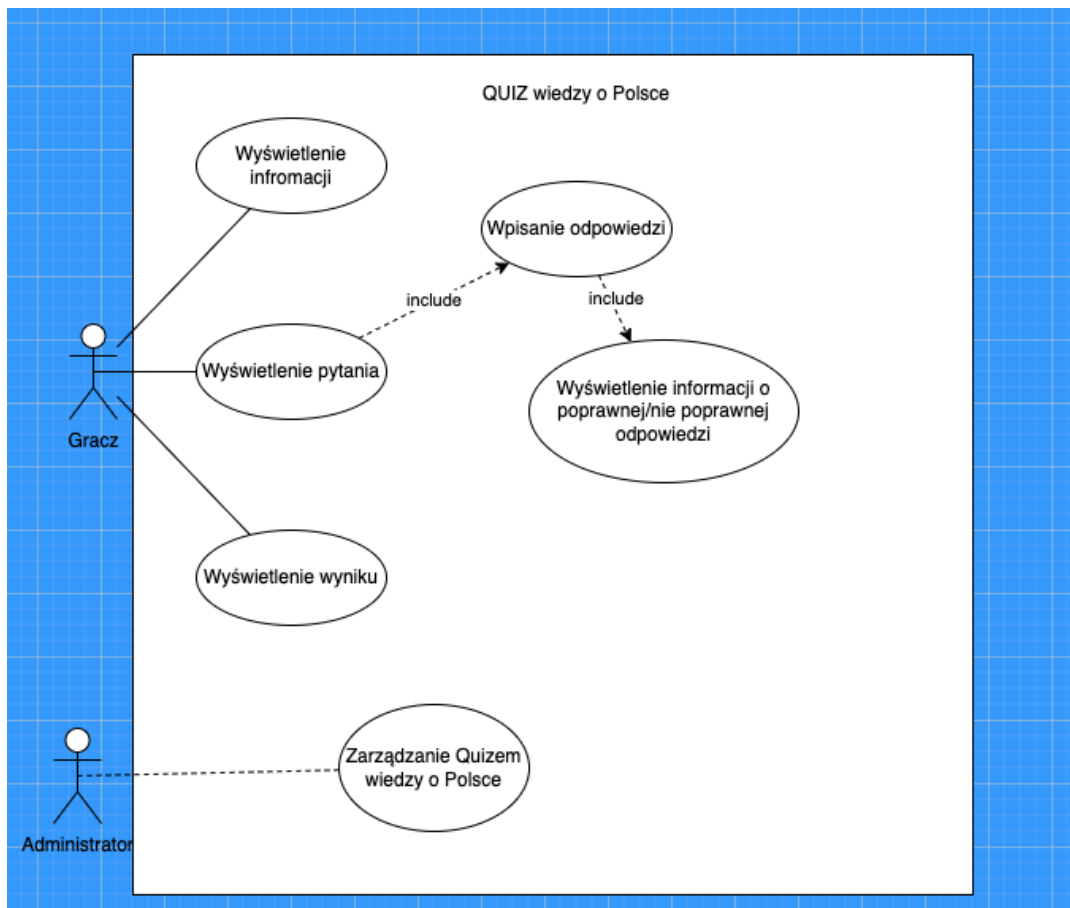 QUIZ wiedzy o Polsce
Wyświetlenie
infromacji
Wpisanie odpowiedzi
include
include
Wyświetlenie pytania
Wyświetlenie informacji o
poprawnej/nie poprawnej
odpowiedzi
Gracz
Wyświetlenie wyniku
Zarządzanie Quizem
wiedzy o Polsce
Administrator